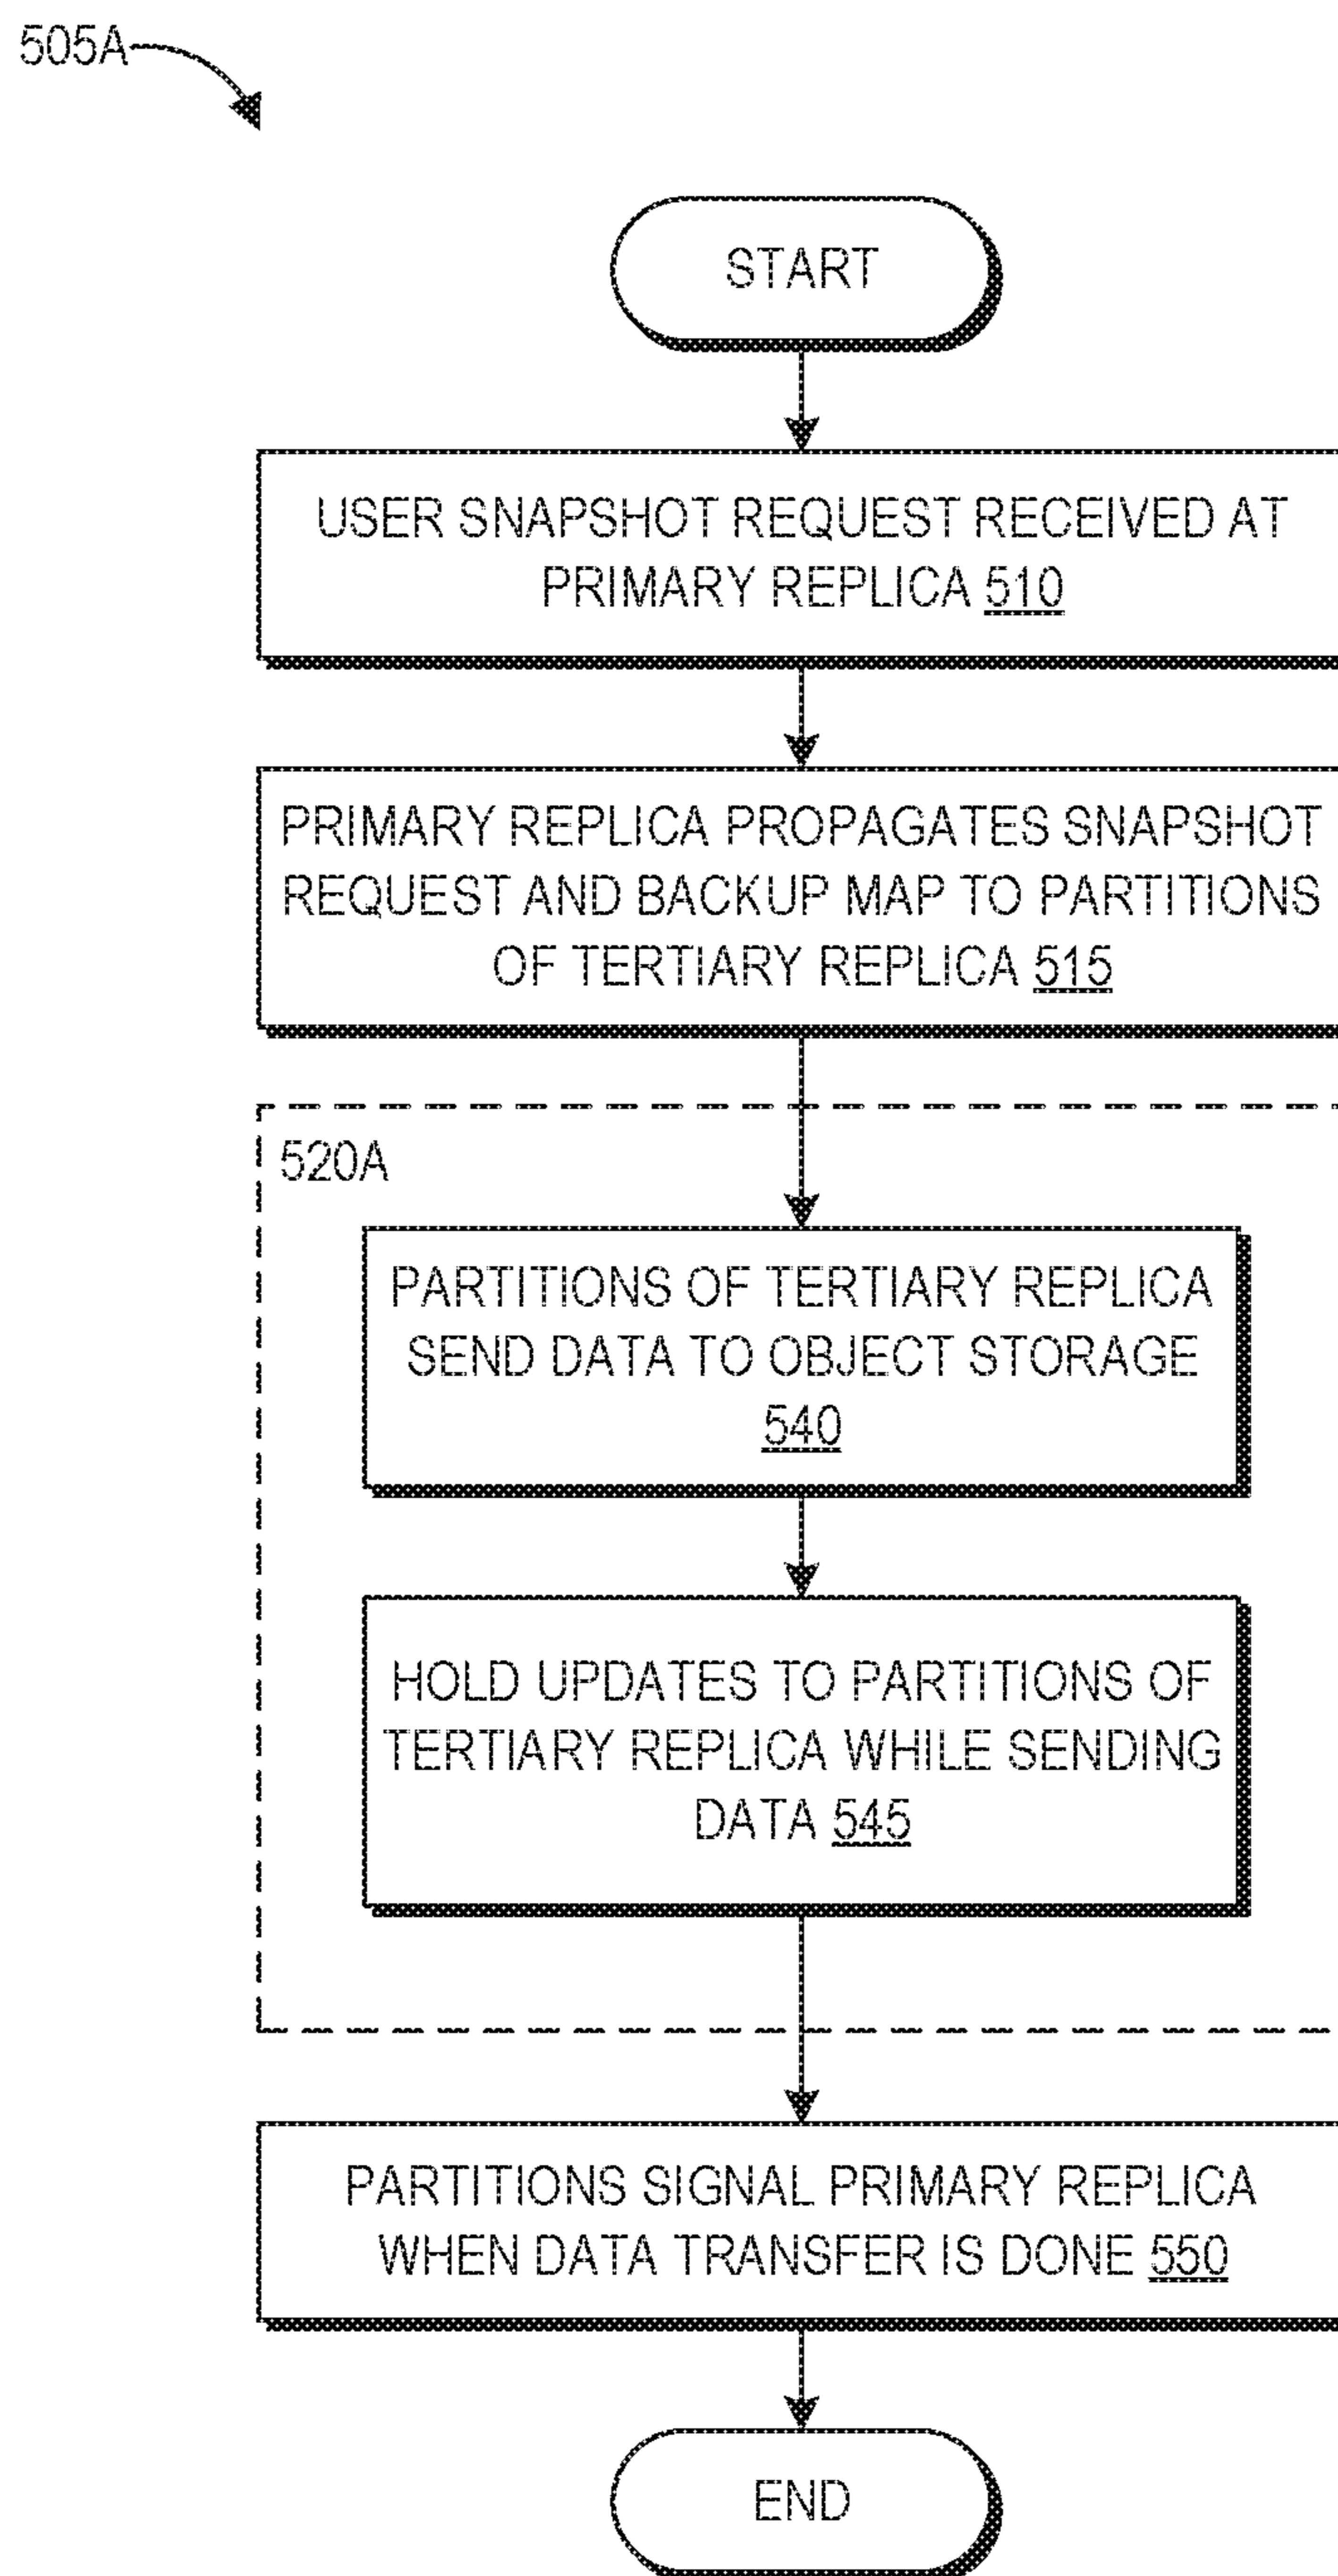 505A
START
USER SNAPSHOT REQUEST RECEIVED AT
PRIMARY REPLICA 510
PRIMARY REPLICA PROPAGATES SNAPSHOT
REQUEST AND BACKUP MAP TO PARTITIONS
OF TERTIARY REPLICA 515
520A
PARTITIONS OF TERTIARY REPLICA
SEND DATA TO OBJECT STORAGE
540
HOLD UPDATES TO PARTITIONS OF
TERTIARY REPLICA WHILE SENDING
DATA 545
PARTITIONS SIGNAL PRIMARY REPLICA
WHEN DATA TRANSFER IS DONE 550
END